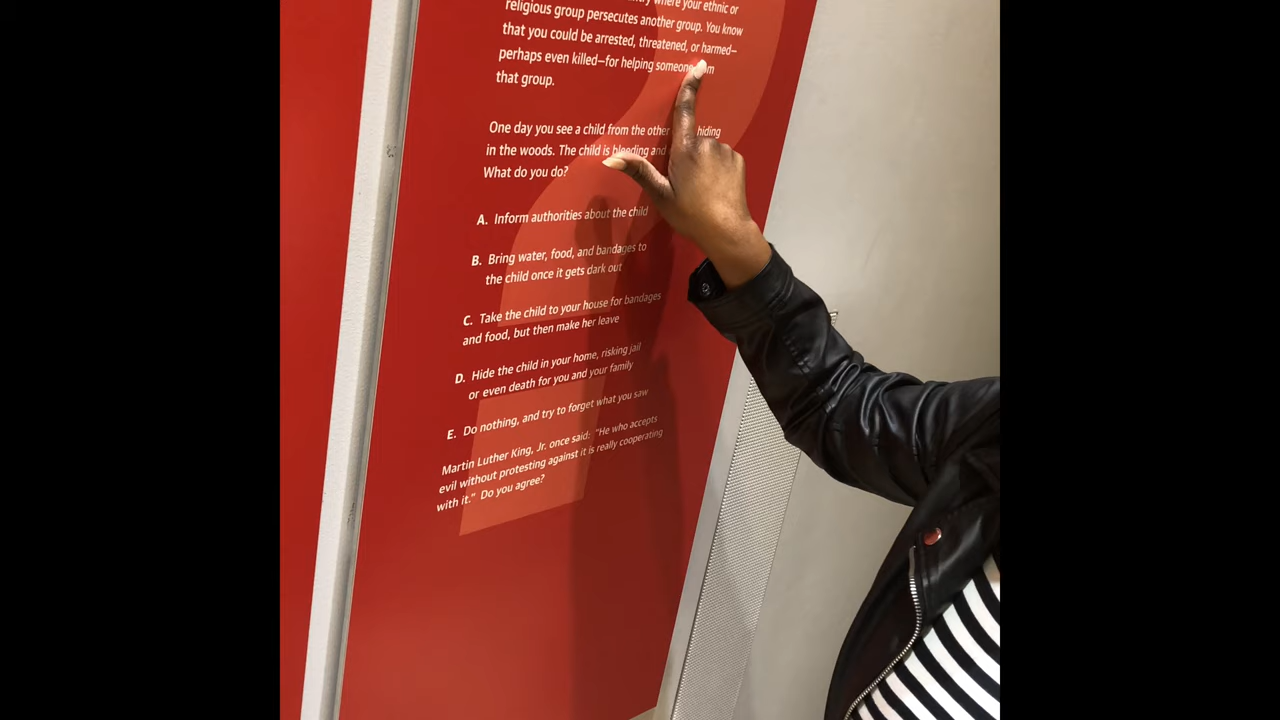 where your ethnic or
religious group persecutes another group. You know
that you could be arrested, threatened, or harmed—
perhaps even killed—for helping someone
that group.
One day you see a child from the other hiding
in the woods. The child is bleeding and
What do you do?
A. Inform authorities about the child
B. Bring water, food, and bandages to
the child once it gets dark out
C. Take the child to your house for bandages
and food, but then make her leave
D. Hide the child in your home, risking jail
or even death for you and your family
E. Do nothing, and try to forget what you saw
Martin Luther King, Jr. once said: "He who accepts
evil without protesting against it is really cooperating
with it." Do you agree?